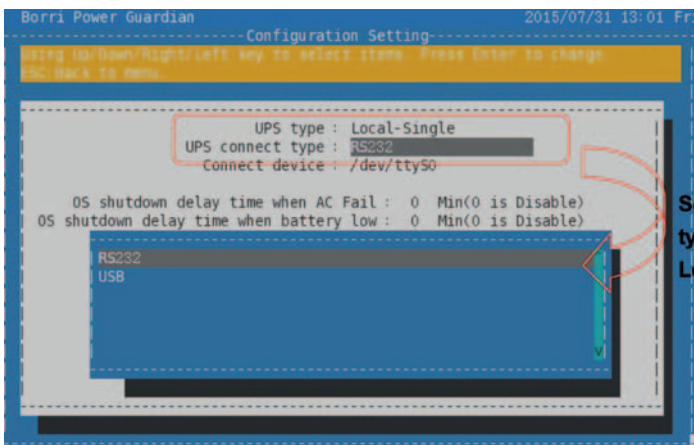 Borri Power Guardian 2015/07/31 13:01 Fri
Configuration Setting
Using Up/Down/Right/Left key to select items. Press Enter to change.
ESC:Back to menu.
UPS type : Local-Single
UPS connect type : RS232
Connect device : /dev/ttyS0
OS shutdown delay time when AC Fail : 0 Min(0 is Disable)
OS shutdown delay time when battery low : 0 Min(0 is Disable)
RS232
USB